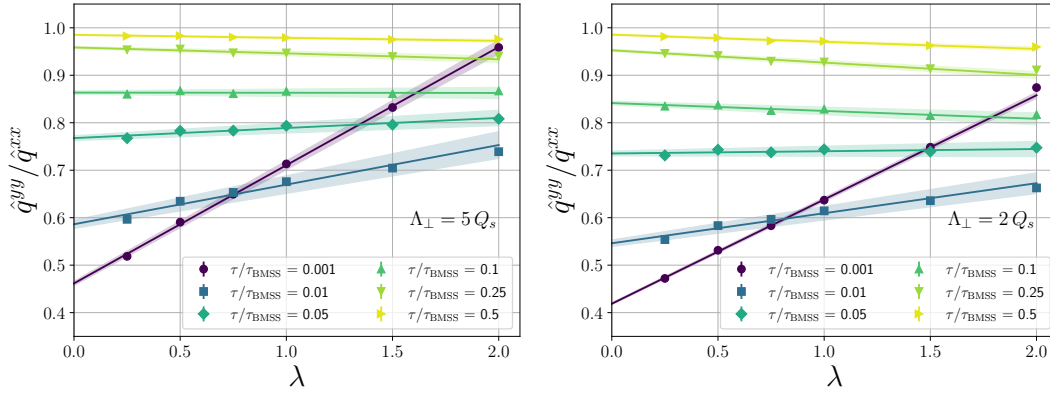 1.0
0.9
0.8
0.7
0.6
0.5
0.4
q̂^{yy}/q̂^{xx}
Λ⊥ = 5 Q_s
τ/τ_BMSS = 0.001
τ/τ_BMSS = 0.01
τ/τ_BMSS = 0.05
τ/τ_BMSS = 0.1
τ/τ_BMSS = 0.25
τ/τ_BMSS = 0.5
0.0 0.5 1.0 1.5 2.0
λ
1.0
0.9
0.8
0.7
0.6
0.5
0.4
q̂^{yy}/q̂^{xx}
Λ⊥ = 2 Q_s
τ/τ_BMSS = 0.001
τ/τ_BMSS = 0.01
τ/τ_BMSS = 0.05
τ/τ_BMSS = 0.1
τ/τ_BMSS = 0.25
τ/τ_BMSS = 0.5
0.0 0.5 1.0 1.5 2.0
λ